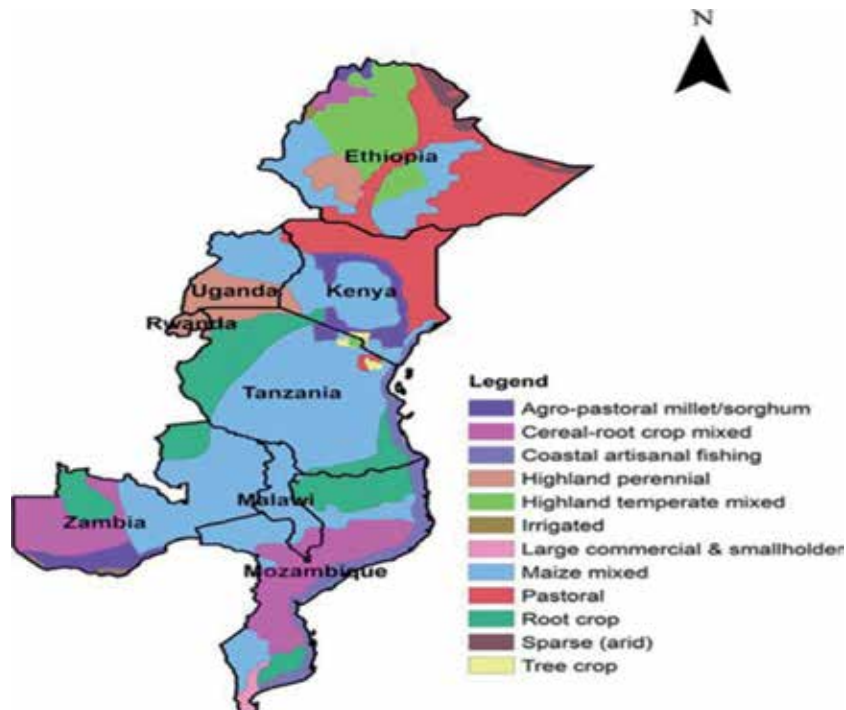 N
Ethiopia
Uganda
Kenya
Rwanda
Tanzania
Malawi
Zambia
Mozambique
Legend
Agro-pastoral millet/sorghum
Cereal-root crop mixed
Coastal artisanal fishing
Highland perennial
Highland temperate mixed
Irrigated
Large commercial & smallholder
Maize mixed
Pastoral
Root crop
Sparse (arid)
Tree crop